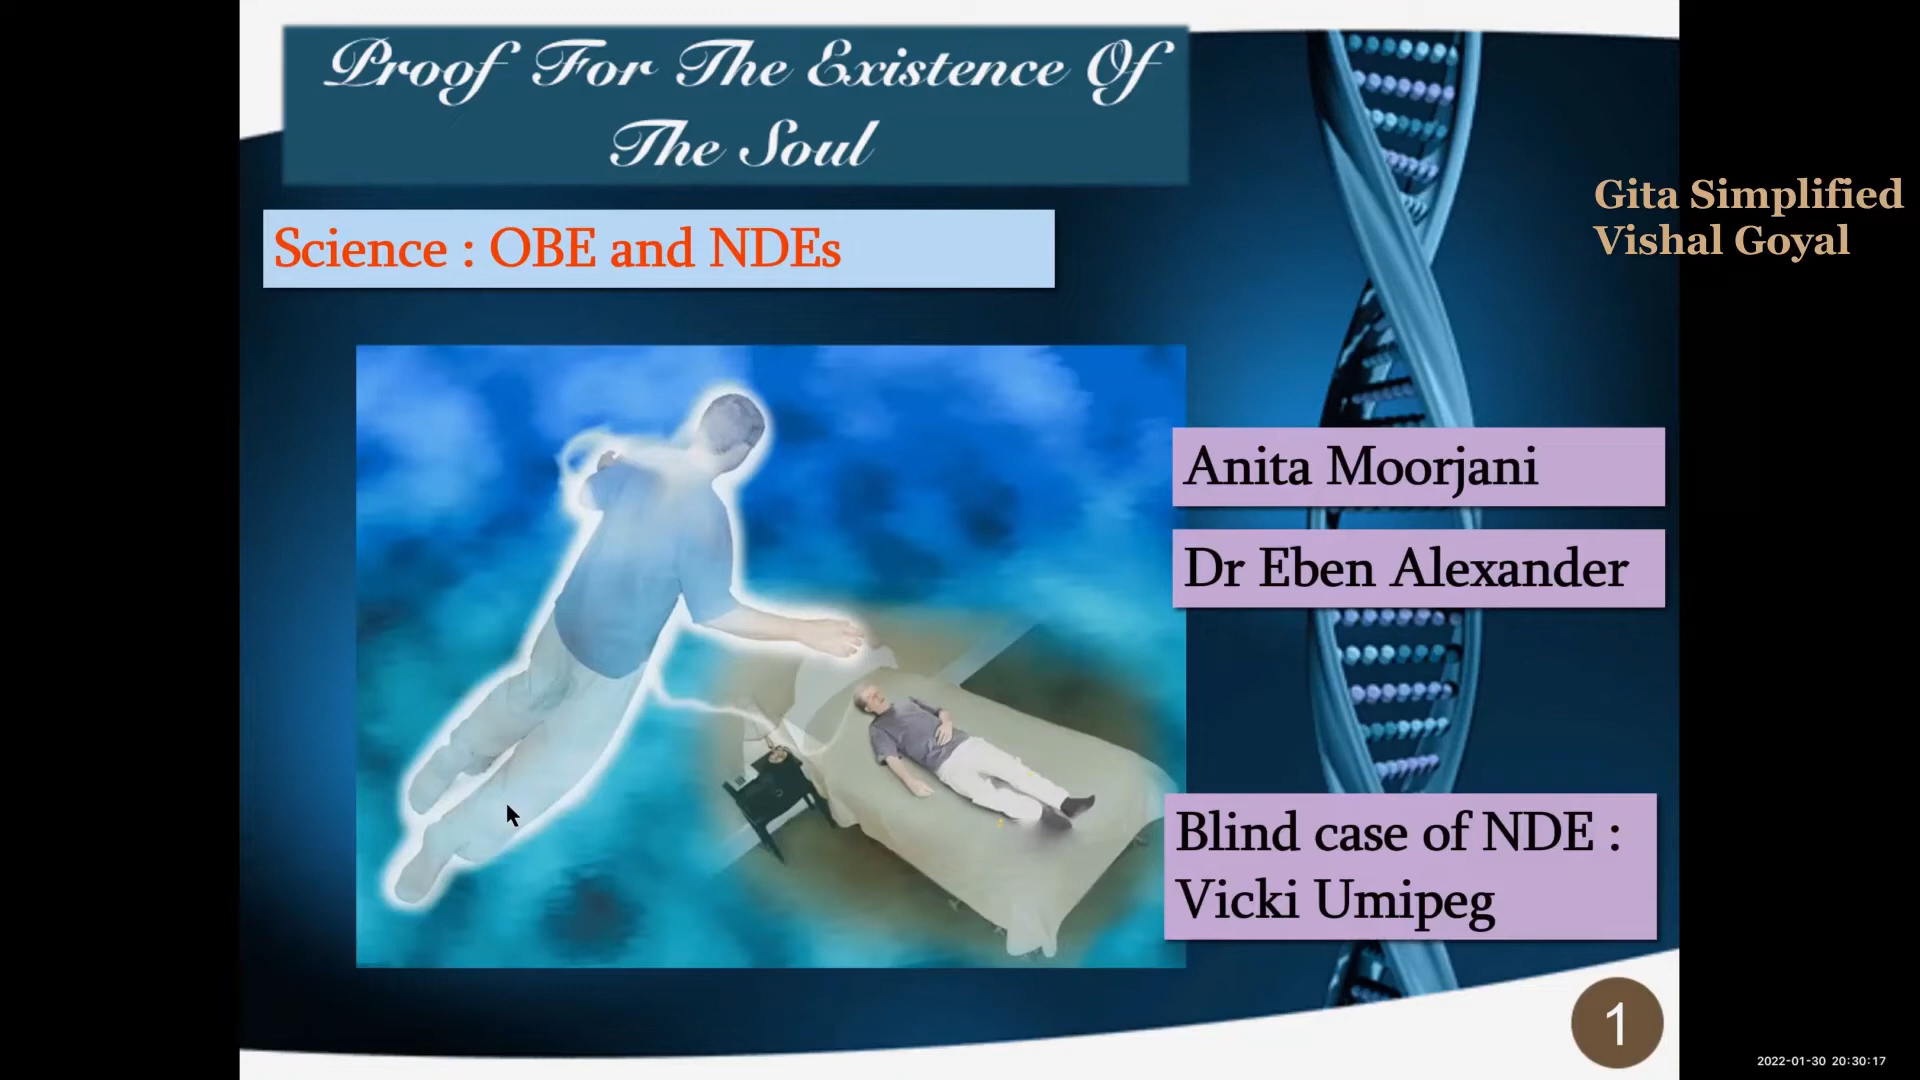 Proof For The Existence Of
The Soul
Science : OBE and NDEs
Gita Simplified
Vishal Goyal
Anita Moorjani
Dr Eben Alexander
Blind case of NDE :
Vicki Umipeg
1
2022-01-30 20:30:17